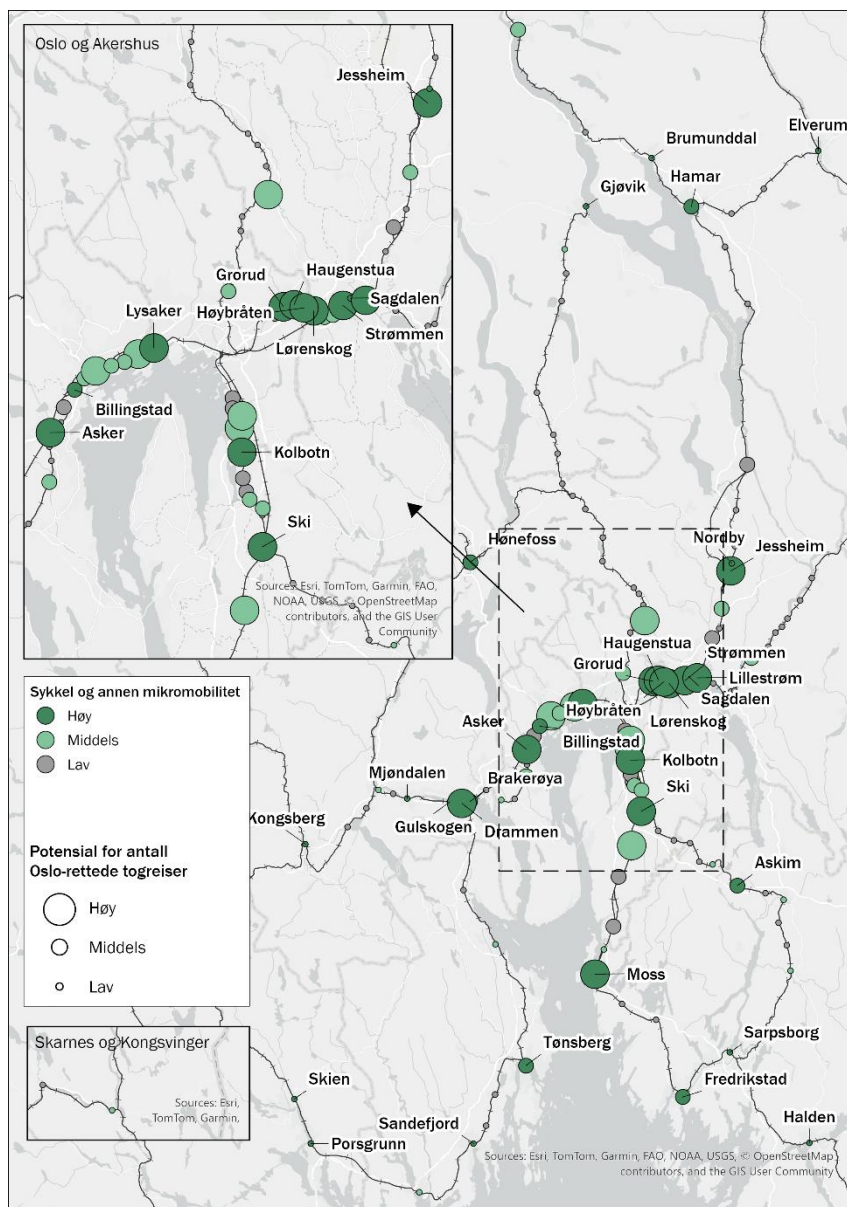 Oslo og Akershus
Jessheim
Grorud
Haugenstua
Lysaker
Høybråten
Sagdalen
Strømmen
Lørenskog
Billingstad
Asker
Kolbotn
Ski
Sources: Esri, TomTom, Garmin, FAO,
NOAA, USGS, © OpenStreetMap
contributors, and the GIS User
Community
Elverum
Brumunddal
Hamar
Gjøvik
Hønefoss
Nordby
Jessheim
Haugenstua
Strømmen
Grorud
Lillestrøm
Sagdalen
Høybråten
Lørenskog
Asker
Billingstad
Kolbotn
Mjøndalen
Brakerøya
Ski
Kongsberg
Gulskogen
Drammen
Askim
Moss
Tønsberg
Sarpsborg
Fredrikstad
Skien
Sandefjord
Halden
Porsgrunn
Sources: Esri, TomTom, Garmin, FAO, NOAA, USGS, © OpenStreetMap
contributors, and the GIS User Community
Sykkel og annen mikromobilitet
Høy
Middels
Lav
Potensial for antall
Oslo-rettede togreiser
Høy
Middels
Lav
Skarnes og Kongsvinger
Sources: Esri,
TomTom, Garmin,